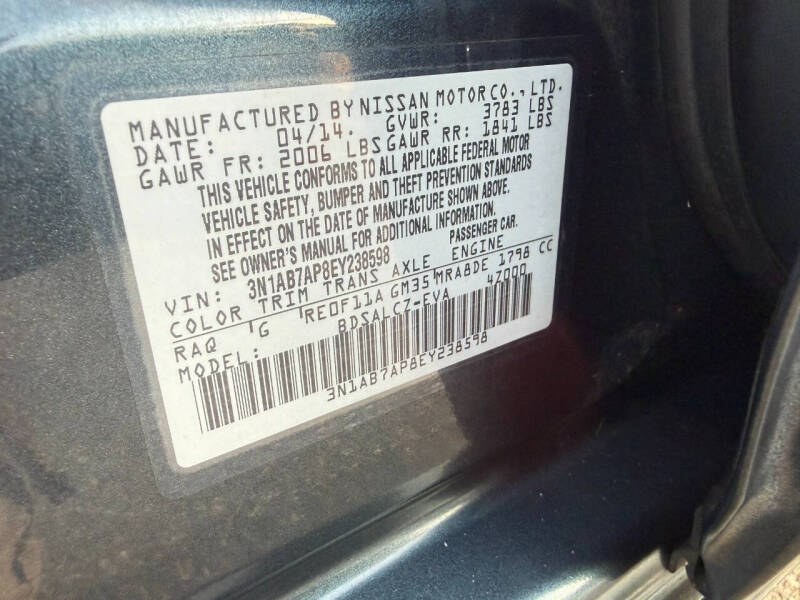 MANUFACTURED BY NISSAN MOTOR CO., LTD.
DATE: 04/14. GVWR: 3783 LBS
GAWR FR: 2006 LBS GAWR RR: 1841 LBS
THIS VEHICLE CONFORMS TO ALL APPLICABLE FEDERAL MOTOR
VEHICLE SAFETY, BUMPER AND THEFT PREVENTION STANDARDS
IN EFFECT ON THE DATE OF MANUFACTURE SHOWN ABOVE.
SEE OWNER'S MANUAL FOR ADDITIONAL INFORMATION.
VIN: 3N1AB7AP8EY238598 PASSENGER CAR.
COLOR TRIM TRANS AXLE ENGINE
RAQ G RE0F11A GM35 MRA8DE 1798 CC
MODEL: BDSALCZ-EVA 4Z000
3N1AB7AP8EY238598